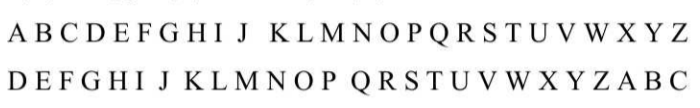 A B C D E F G H I J K L M N O P Q R S T U V W X Y Z
D E F G H I J K L M N O P Q R S T U V W X Y Z A B C